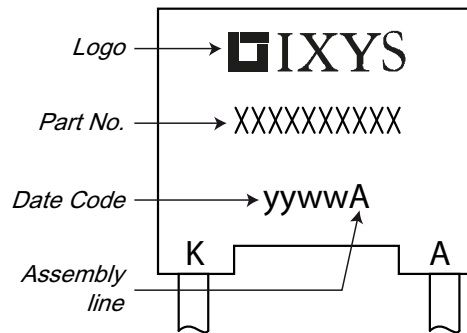 Logo IXYS
Part No. XXXXXXXXXX
Date Code yywwA
K A
Assembly
line